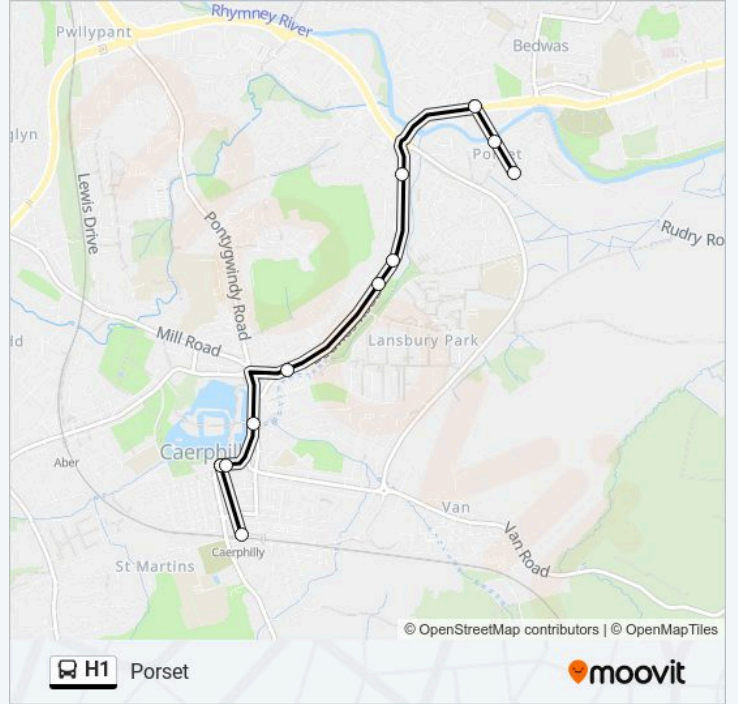 Rhymney River
Pwllypant
Bedwas
glyn
Porset
Lewis Drive
Pontygwindy Road
Rudry Ro
Mill Road
Lansbury Park
dd
Caerphilly
Aber
Van
Van Road
Caerphilly
St Martins
© OpenStreetMap contributors | © OpenMapTiles
H1 Porset
moovit